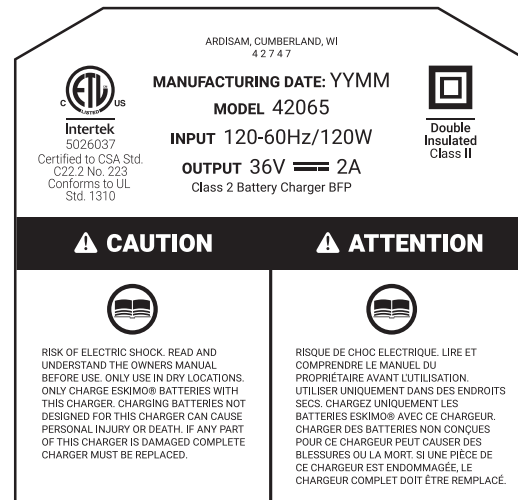 ARDISAM, CUMBERLAND, WI
42747
MANUFACTURING DATE: YYMM
MODEL 42065
INPUT 120-60Hz/120W
OUTPUT 36V ⎓ 2A
Class 2 Battery Charger BFP
C ETL US
LISTED
Intertek
5026037
Certified to CSA Std.
C22.2 No. 223
Conforms to UL
Std. 1310
Double
Insulated
Class II
CAUTION
RISK OF ELECTRIC SHOCK. READ AND
UNDERSTAND THE OWNERS MANUAL
BEFORE USE. ONLY USE IN DRY LOCATIONS.
ONLY CHARGE ESKIMO® BATTERIES WITH
THIS CHARGER. CHARGING BATTERIES NOT
DESIGNED FOR THIS CHARGER CAN CAUSE
PERSONAL INJURY OR DEATH. IF ANY PART
OF THIS CHARGER IS DAMAGED COMPLETE
CHARGER MUST BE REPLACED.
ATTENTION
RISQUE DE CHOC ELECTRIQUE. LIRE ET
COMPRENDRE LE MANUEL DU
PROPRIÉTAIRE AVANT L'UTILISATION.
UTILISER UNIQUEMENT DANS DES ENDROITS
SECS. CHARGEZ UNIQUEMENT LES
BATTERIES ESKIMO® AVEC CE CHARGEUR.
CHARGER DES BATTERIES NON CONÇUES
POUR CE CHARGEUR PEUT CAUSER DES
BLESSURES OU LA MORT. SI UNE PIÈCE DE
CE CHARGEUR EST ENDOMMAGÉE, LE
CHARGEUR COMPLET DOIT ÊTRE REMPLACÉ.